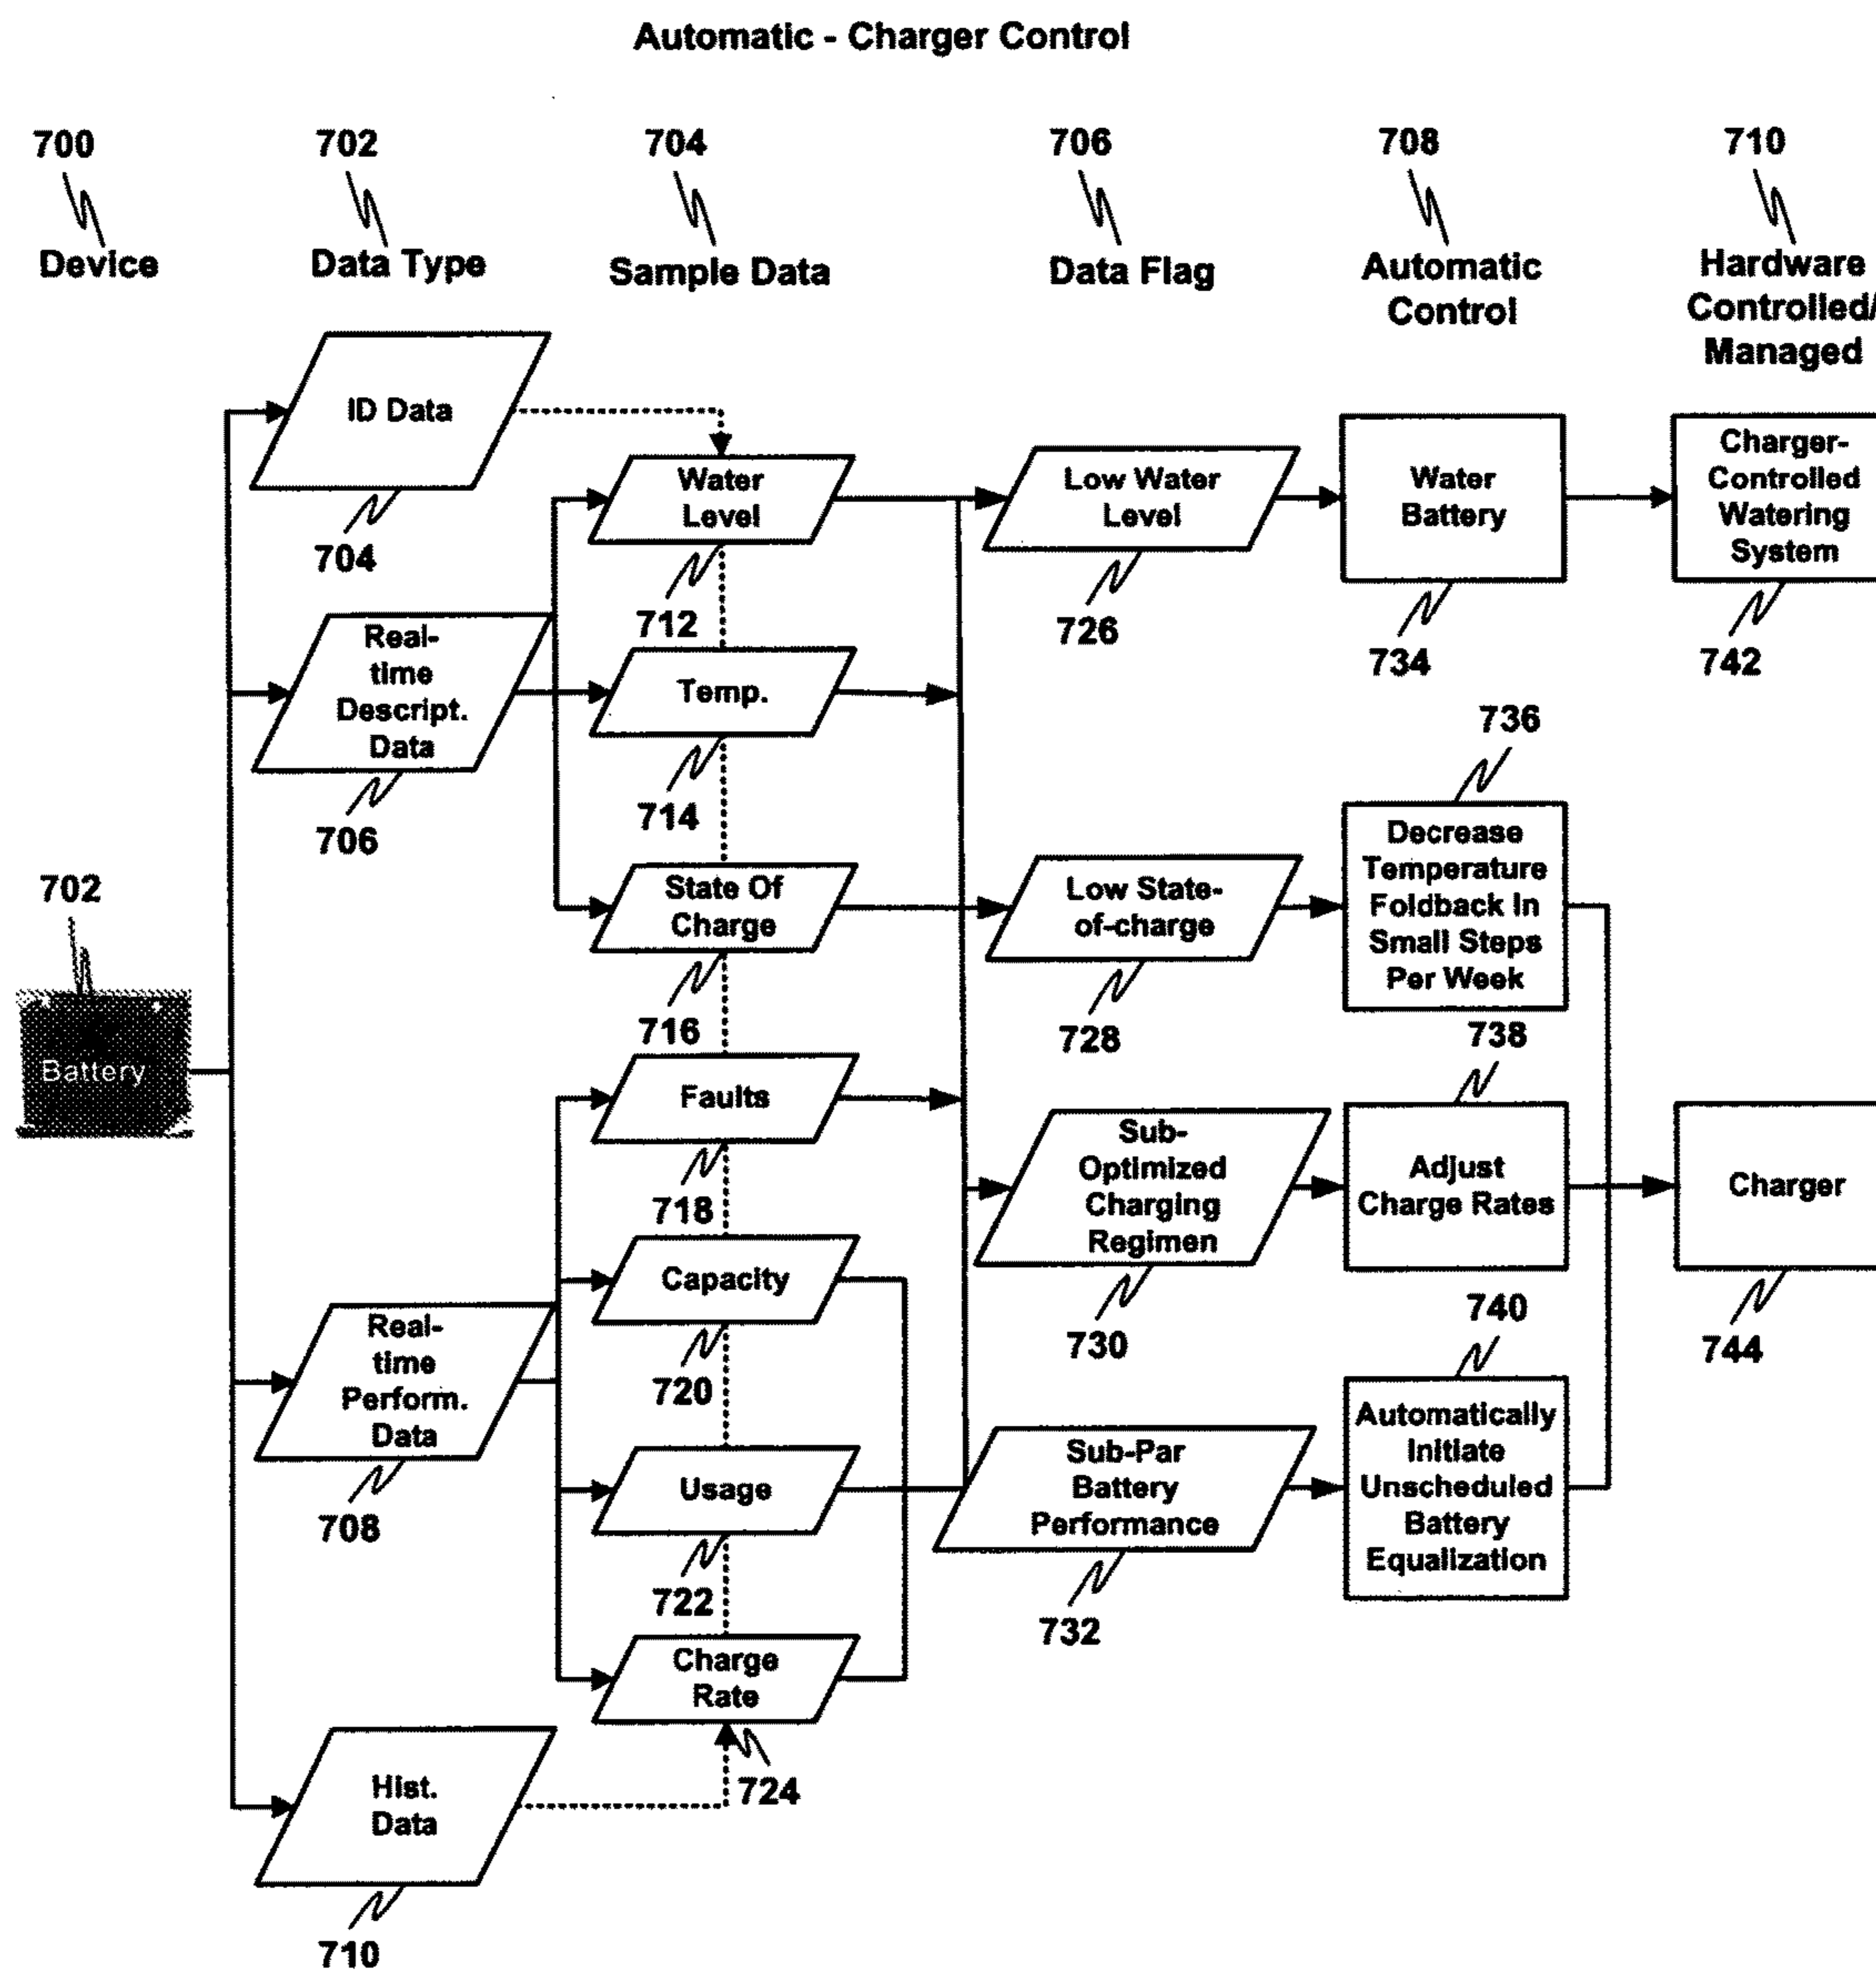 Automatic - Charger Control
700
702
704
706
708
710
Device
Data Type
Sample Data
Data Flag
Automatic
Control
Hardware
Controlled/
Managed
ID Data
704
Real-
time
Descript.
Data
706
702
Battery
Real-
time
Perform.
Data
708
Hist.
Data
710
Water
Level
712
Temp.
714
State Of
Charge
716
Faults
718
Capacity
720
Usage
722
Charge
Rate
724
Low Water
Level
726
Low State-
of-charge
728
Sub-
Optimized
Charging
Regimen
730
Sub-Par
Battery
Performance
732
Water
Battery
734
736
Decrease
Temperature
Foldback In
Small Steps
Per Week
738
Adjust
Charge Rates
740
Automatically
Initiate
Unscheduled
Battery
Equalization
Charger-
Controlled
Watering
System
742
Charger
744